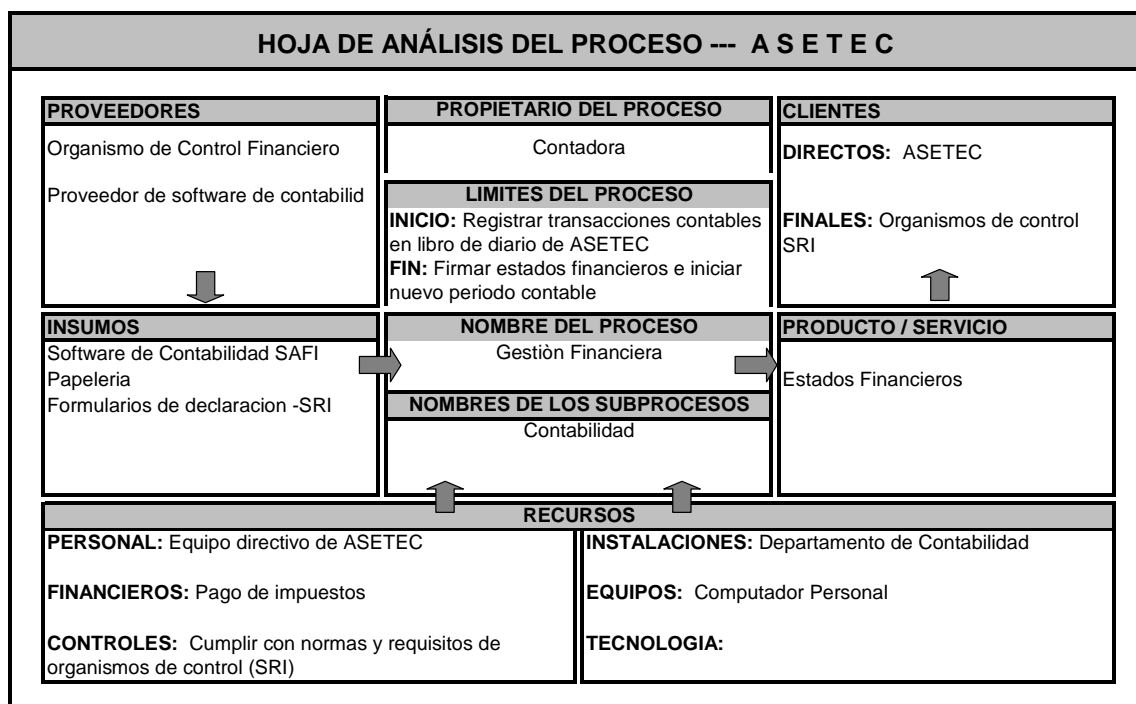 HOJA DE ANÁLISIS DEL PROCESO --- A S E T E C
PROVEEDORES
Organismo de Control Financiero
Proveedor de software de contabilid
PROPIETARIO DEL PROCESO
Contadora
LIMITES DEL PROCESO
INICIO: Registrar transacciones contables
en libro de diario de ASETEC
FIN: Firmar estados financieros e iniciar
nuevo periodo contable
CLIENTES
DIRECTOS: ASETEC
FINALES: Organismos de control
SRI
INSUMOS
Software de Contabilidad SAFI
Papeleria
Formularios de declaracion -SRI
NOMBRE DEL PROCESO
Gestiòn Financiera
NOMBRES DE LOS SUBPROCESOS
Contabilidad
PRODUCTO / SERVICIO
Estados Financieros
RECURSOS
PERSONAL: Equipo directivo de ASETEC
FINANCIEROS: Pago de impuestos
CONTROLES: Cumplir con normas y requisitos de
organismos de control (SRI)
INSTALACIONES: Departamento de Contabilidad
EQUIPOS: Computador Personal
TECNOLOGIA: